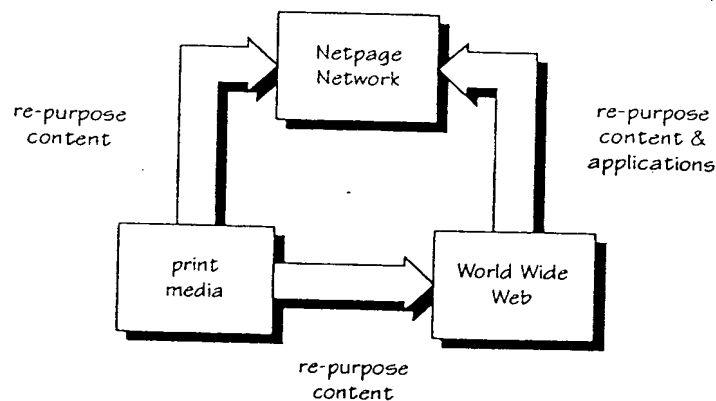 Netpage
Network
re-purpose
content
re-purpose
content &
applications
print
media
World Wide
Web
re-purpose
content